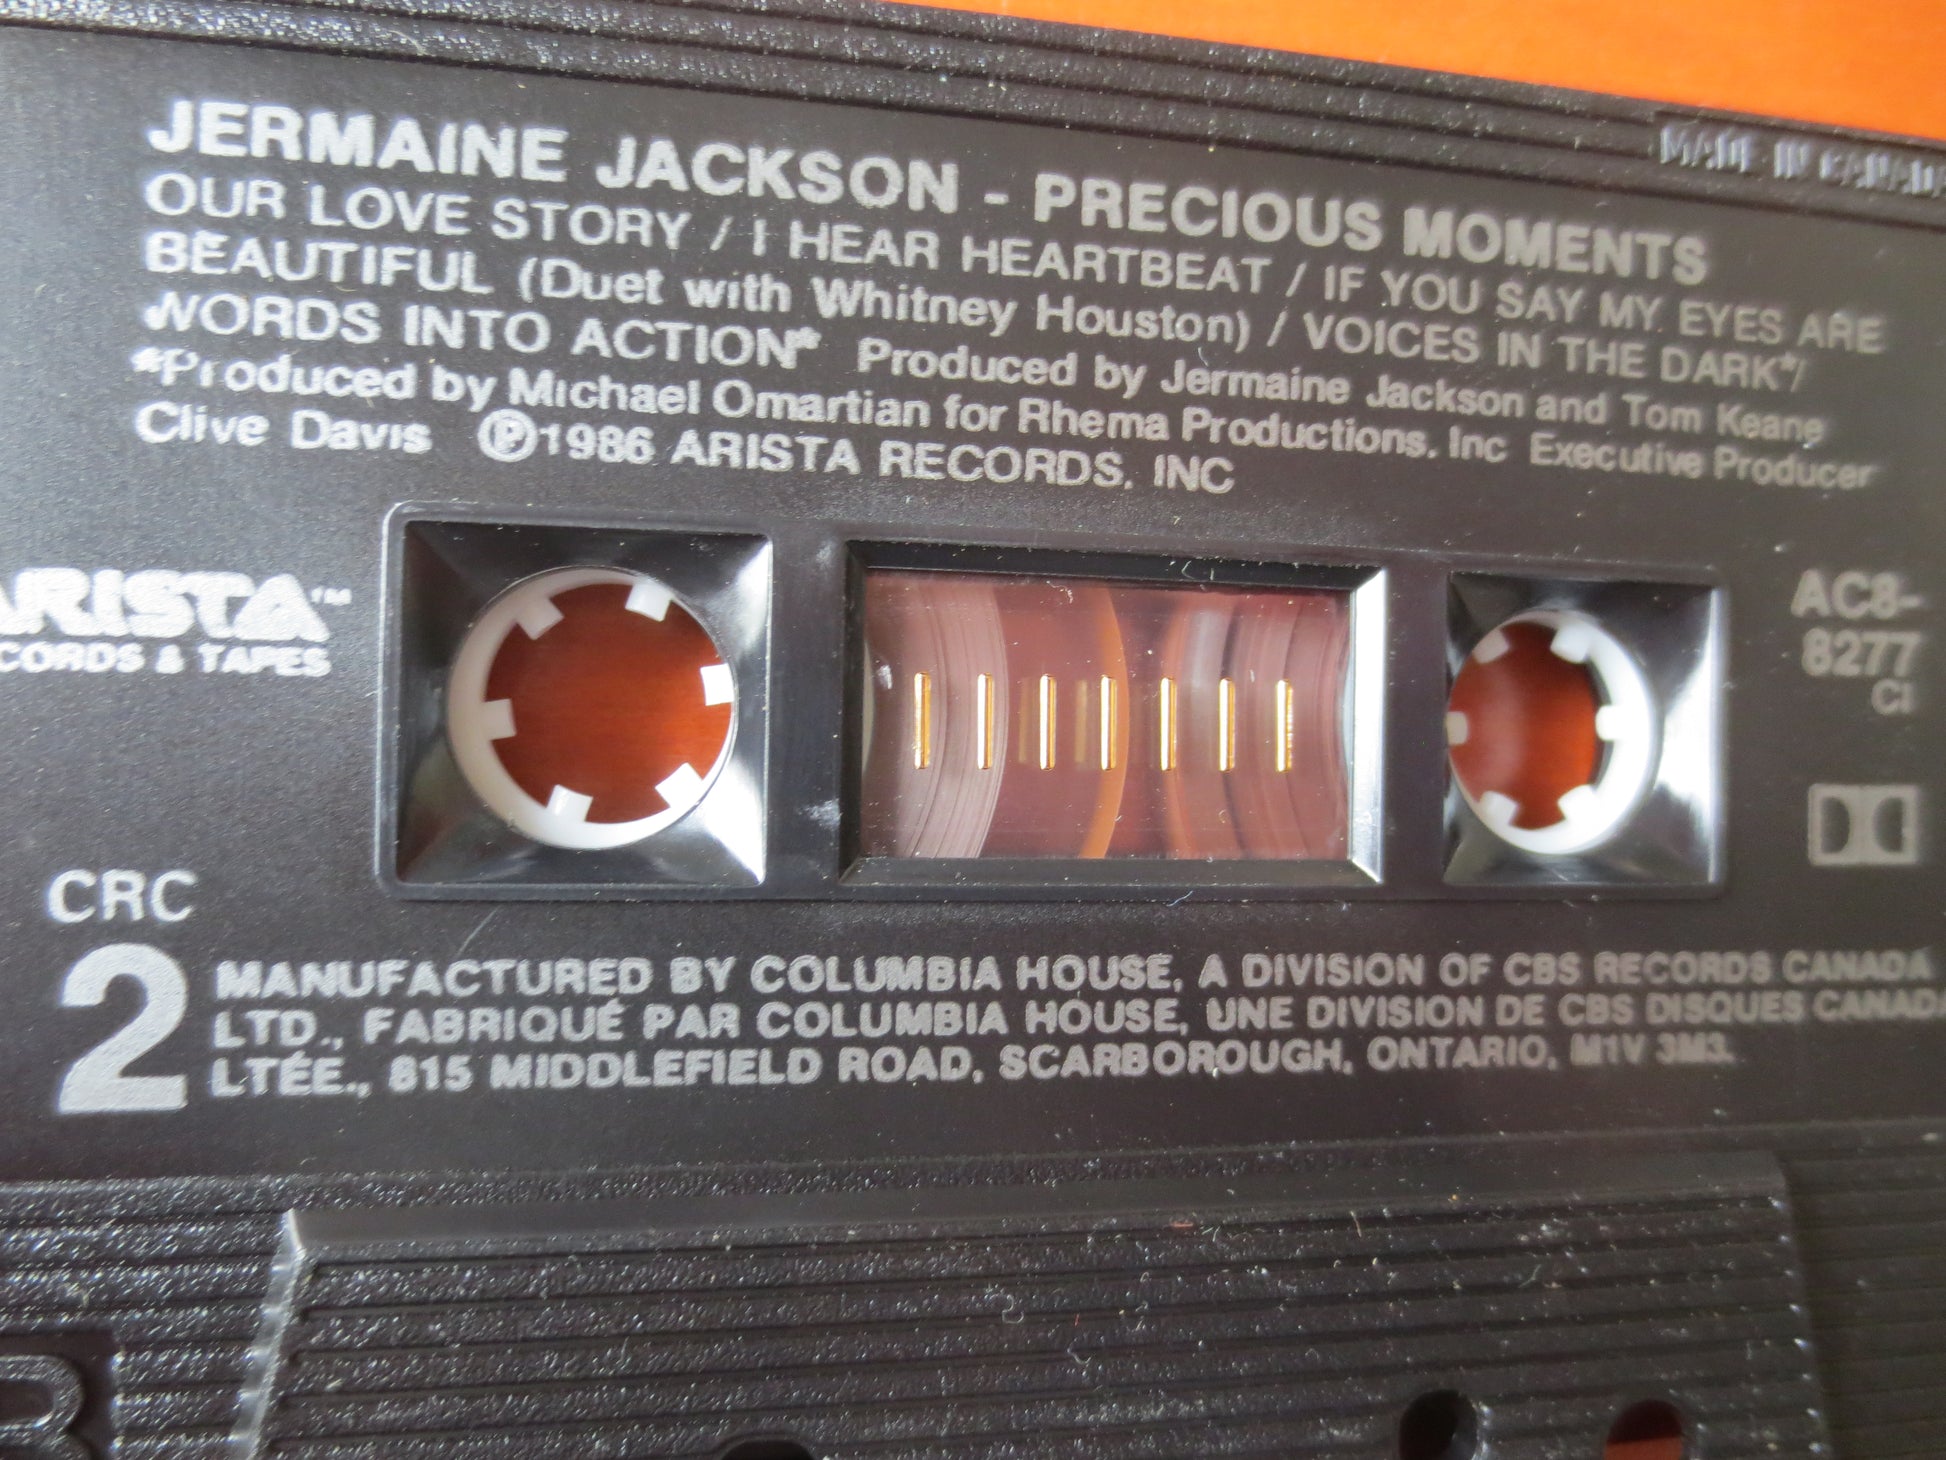 MADE IN CANADA
JERMAINE JACKSON - PRECIOUS MOMENTS
OUR LOVE STORY / I HEAR HEARTBEAT / IF YOU SAY MY EYES ARE
BEAUTIFUL (Duet with Whitney Houston) / VOICES IN THE DARK*/
WORDS INTO ACTION* Produced by Jermaine Jackson and Tom Keane
*Produced by Michael Omartian for Rhema Productions, Inc Executive Producer
Clive Davis ℗1986 ARISTA RECORDS, INC
ARISTA™
CORDS & TAPES
AC8-
8277
CI
CRC
2
MANUFACTURED BY COLUMBIA HOUSE, A DIVISION OF CBS RECORDS CANADA
LTD., FABRIQUÉ PAR COLUMBIA HOUSE, UNE DIVISION DE CBS DISQUES CANADA
LTÉE., 815 MIDDLEFIELD ROAD, SCARBOROUGH, ONTARIO, M1V 3M3.
B